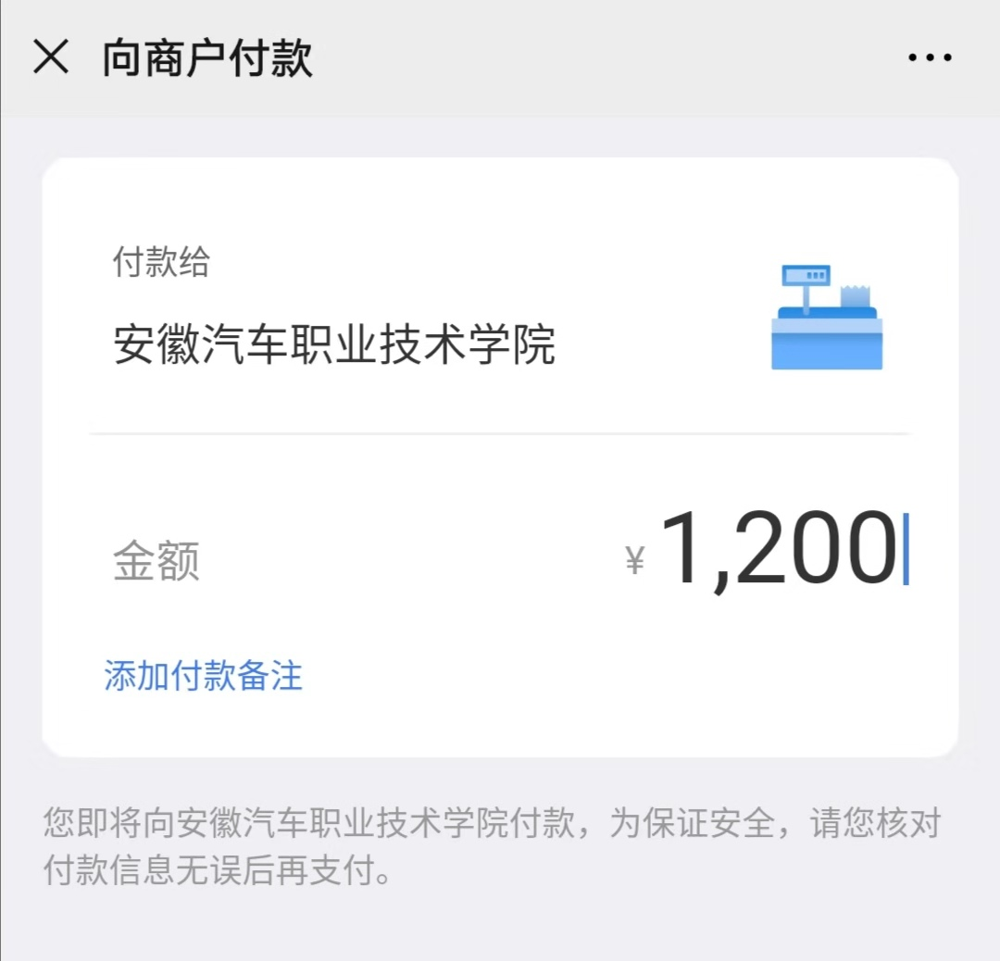 向商户付款
付款给
安徽汽车职业技术学院
金额
¥ 1,200
添加付款备注
您即将向安徽汽车职业技术学院付款，为保证安全，请您核对
付款信息无误后再支付。